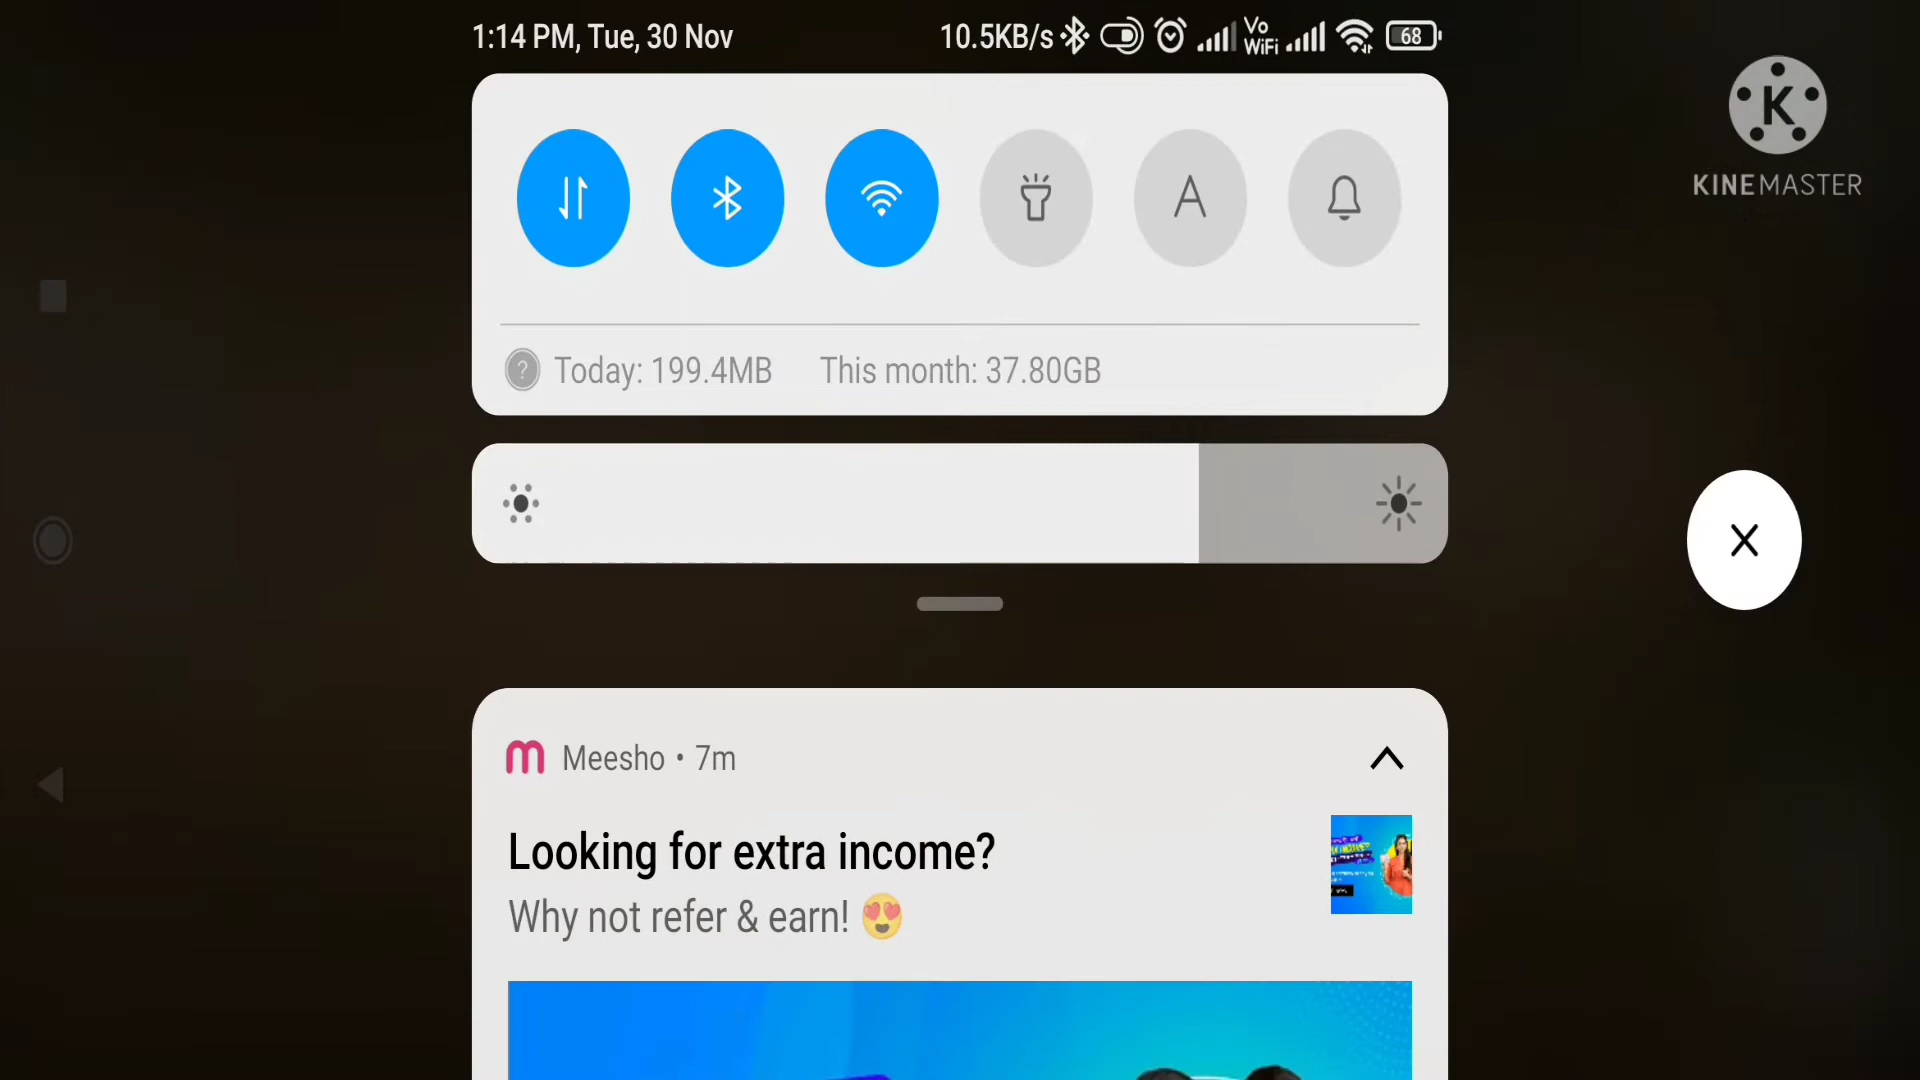 1:14 PM, Tue, 30 Nov 10.5KB/s Vo WiFi 68
K
KINEMASTER
A
? Today: 199.4MB This month: 37.80GB
X
m Meesho • 7m
Looking for extra income?
Why not refer & earn! 😍